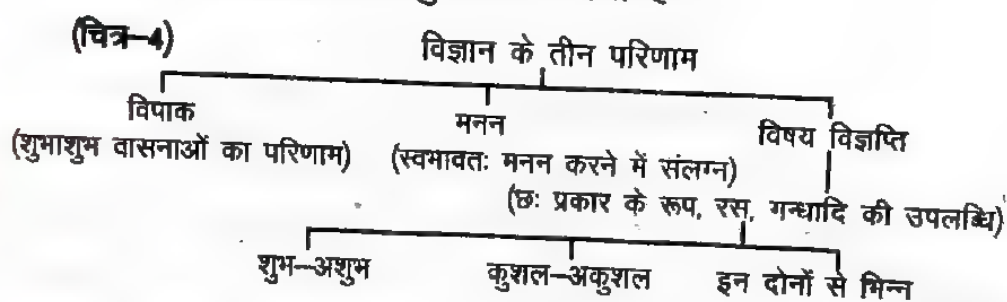 (चित्र–4)
विज्ञान के तीन परिणाम
विपाक
(शुभाशुभ वासनाओं का परिणाम)
मनन
(स्वभावतः मनन करने में संलग्न)
विषय विज्ञप्ति
(छः प्रकार के रूप, रस, गन्धादि की उपलब्धि)
शुभ–अशुभ
कुशल–अकुशल
इन दोनों से भिन्न